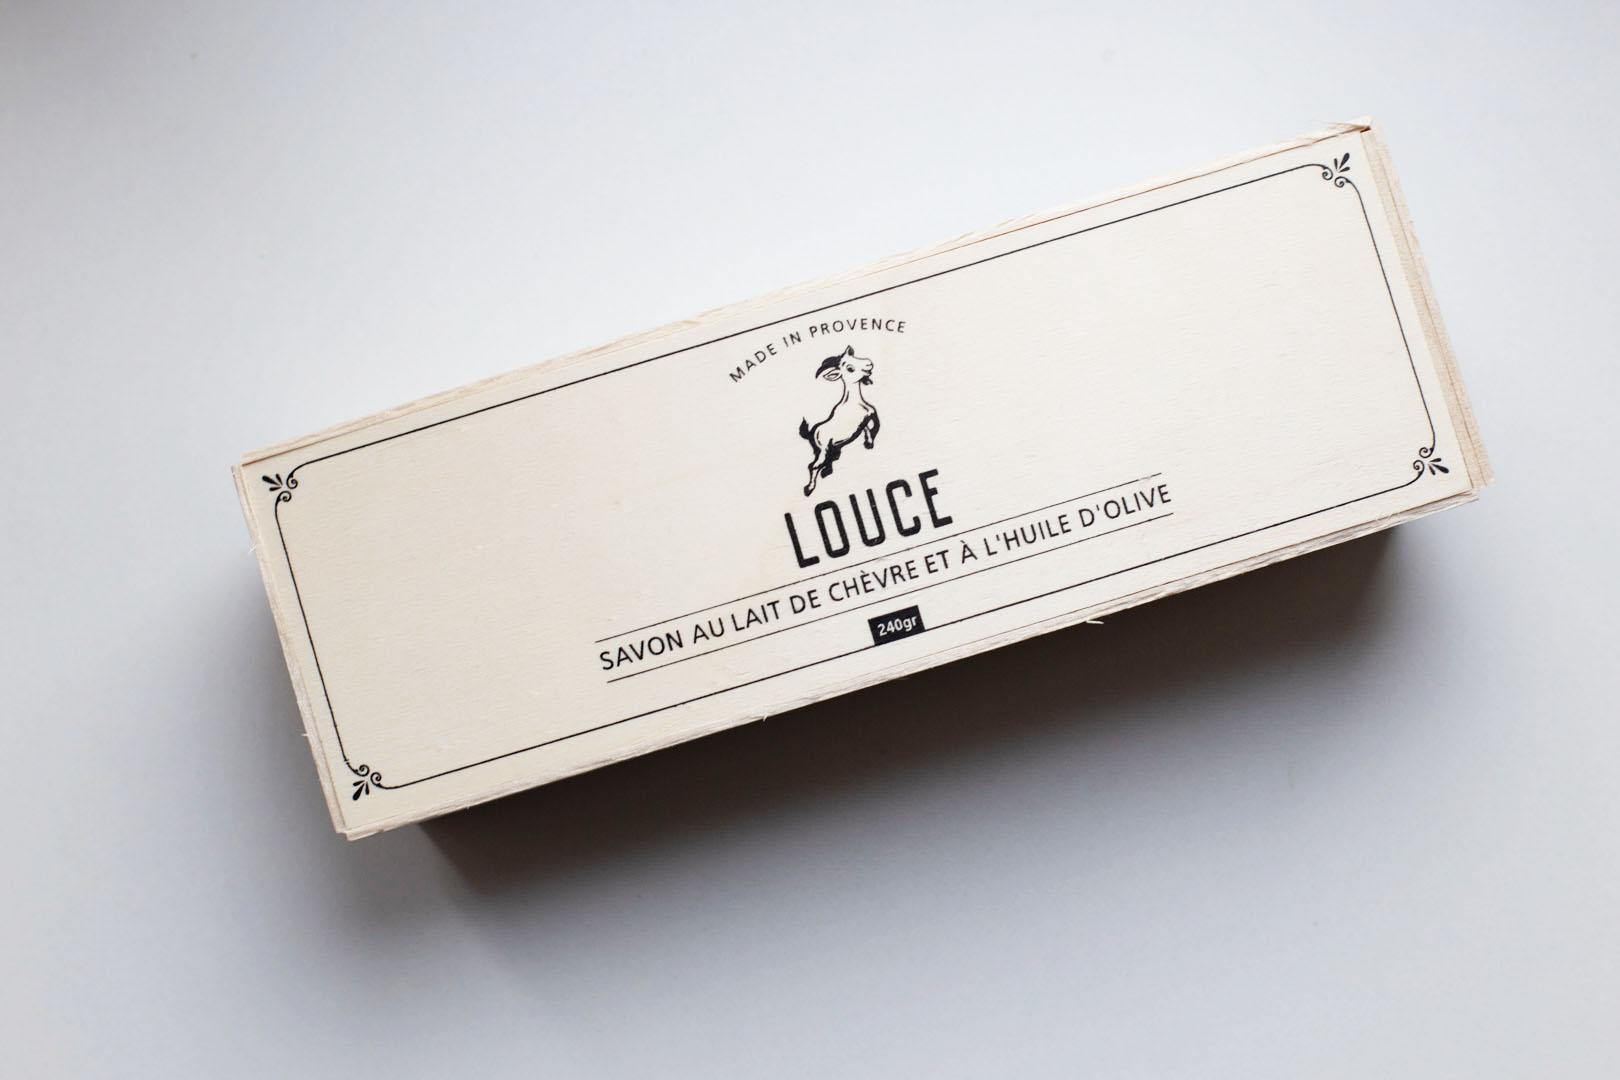 MADE IN PROVENCE
LOUCE
SAVON AU LAIT DE CHÈVRE ET À L'HUILE D'OLIVE
240gr